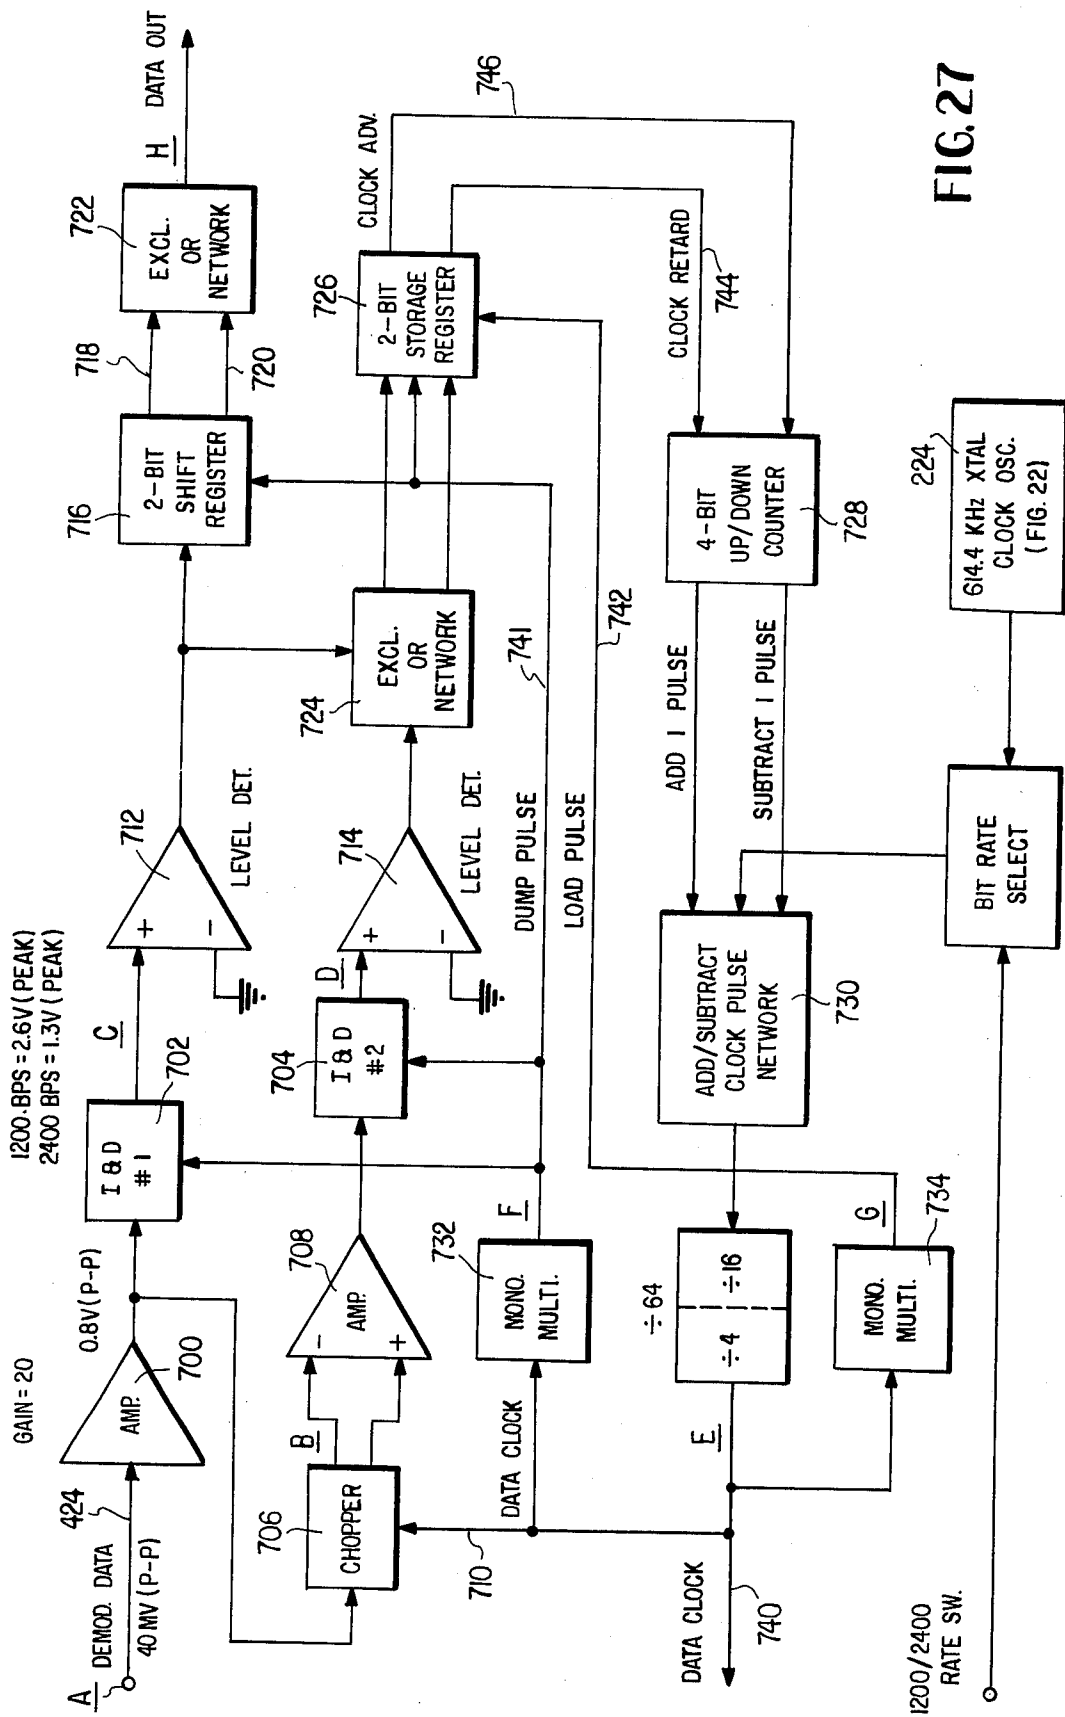 A
DEMOD. DATA
40 MV (P-P)
424
GAIN = 20
AMP.
700
0.8V (P-P)
1200 BPS = 2.6V (PEAK)
2400 BPS = 1.3V (PEAK)
I & D
#1
702
C
+
-
712
LEVEL DET.
2-BIT
SHIFT
REGISTER
716
718
720
EXCL.
OR
NETWORK
722
H
DATA OUT
CHOPPER
706
B
-
+
AMP.
708
I & D
#2
704
D
+
-
714
LEVEL DET.
EXCL.
OR
NETWORK
724
2-BIT
STORAGE
REGISTER
726
CLOCK ADV.
746
710
DATA CLOCK
MONO.
MULTI.
732
F
DUMP PULSE
741
LOAD PULSE
742
CLOCK RETARD
744
DATA CLOCK
740
E
÷64
÷4
÷16
MONO.
MULTI.
734
G
ADD/SUBTRACT
CLOCK PULSE
NETWORK
730
ADD 1 PULSE
SUBTRACT 1 PULSE
4-BIT
UP/DOWN
COUNTER
728
1200/2400
RATE SW.
BIT RATE
SELECT
614.4 KHz XTAL
CLOCK OSC.
(FIG. 22)
224
FIG. 27